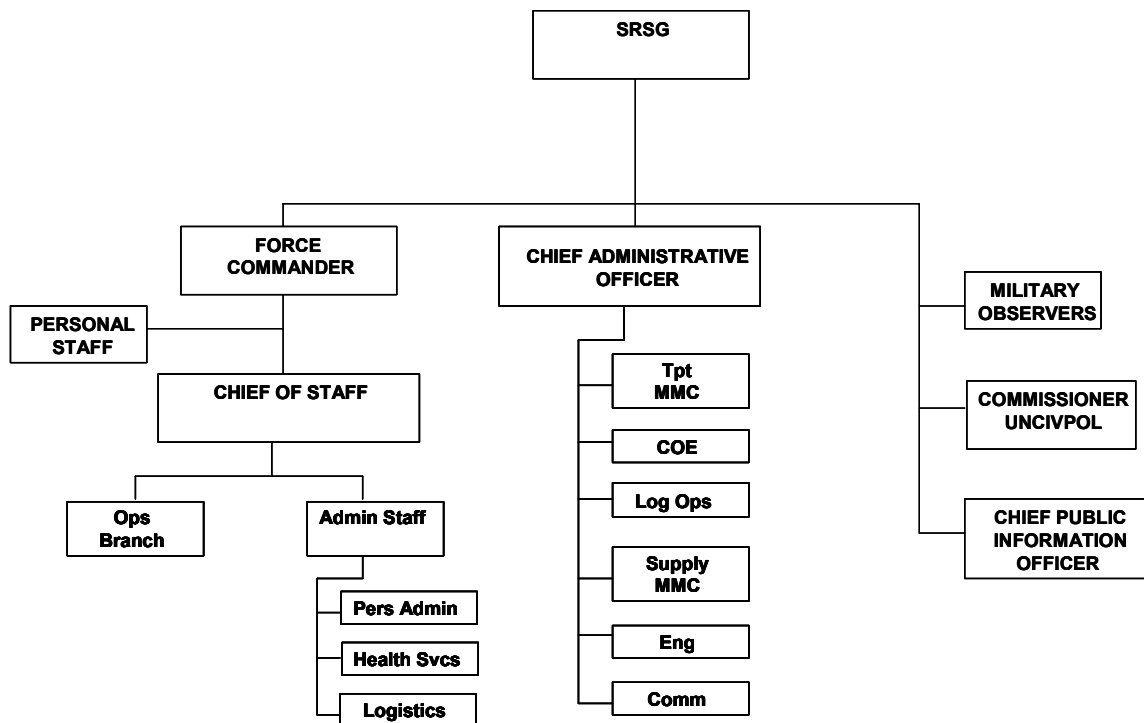 SRSG
FORCE
COMMANDER
CHIEF ADMINISTRATIVE
OFFICER
MILITARY
OBSERVERS
PERSONAL
STAFF
CHIEF OF STAFF
Tpt
MMC
COMMISSIONER
UNCIVPOL
COE
Log Ops
Ops
Branch
Admin Staff
CHIEF PUBLIC
INFORMATION
OFFICER
Supply
MMC
Pers Admin
Eng
Health Svcs
Comm
Logistics